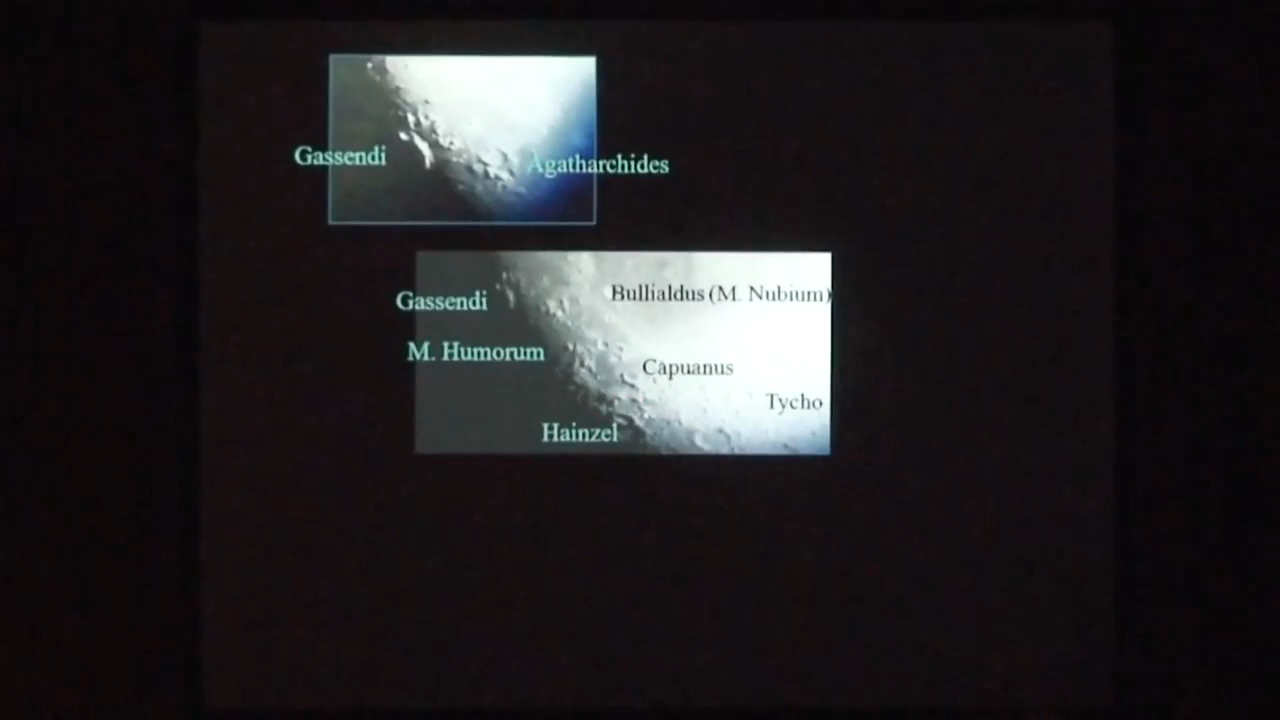 Gassendi
Agatharchides
Gassendi
Bullialdus (M. Nubium)
M. Humorum
Capuanus
Tycho
Hainzel